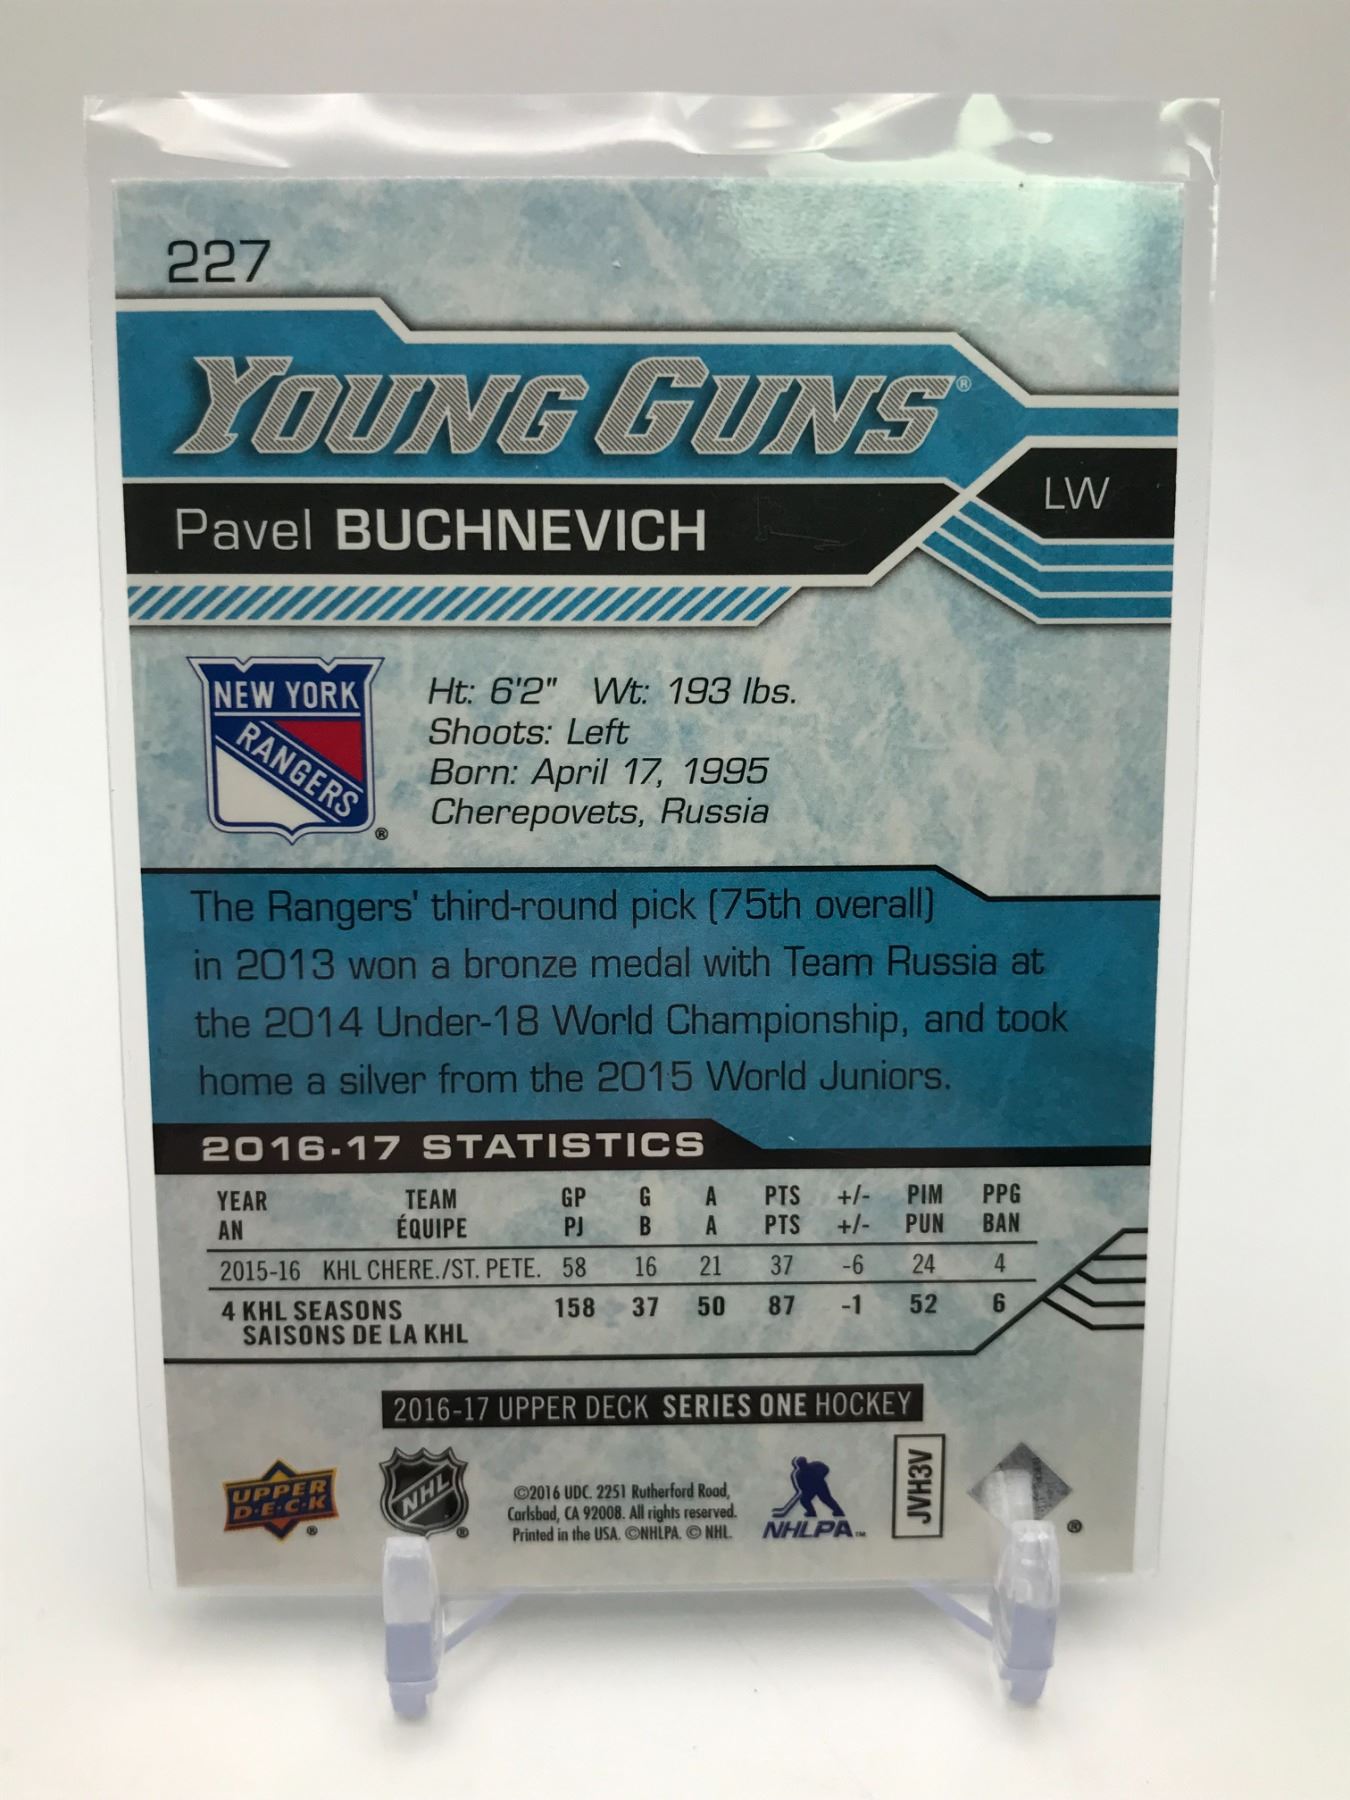 227
YOUNG GUNS®
Pavel BUCHNEVICH
LW
NEW YORK
RANGERS
®
Ht: 6'2" Wt: 193 lbs.
Shoots: Left
Born: April 17, 1995
Cherepovets, Russia
The Rangers' third-round pick (75th overall)
in 2013 won a bronze medal with Team Russia at
the 2014 Under-18 World Championship, and took
home a silver from the 2015 World Juniors.
2016-17 STATISTICS
YEAR TEAM GP G A PTS +/- PIM PPG
AN ÉQUIPE PJ B A PTS +/- PUN BAN
2015-16 KHL CHERE./ST. PETE. 58 16 21 37 -6 24 4
4 KHL SEASONS 158 37 50 87 -1 52 6
SAISONS DE LA KHL
2016-17 UPPER DECK SERIES ONE HOCKEY
UPPER
D•E•C•K
®
NHL
®
©2016 UDC. 2251 Rutherford Road,
Carlsbad, CA 92008. All rights reserved.
Printed in the USA. ©NHLPA. © NHL.
NHLPA™
JVH3V
®